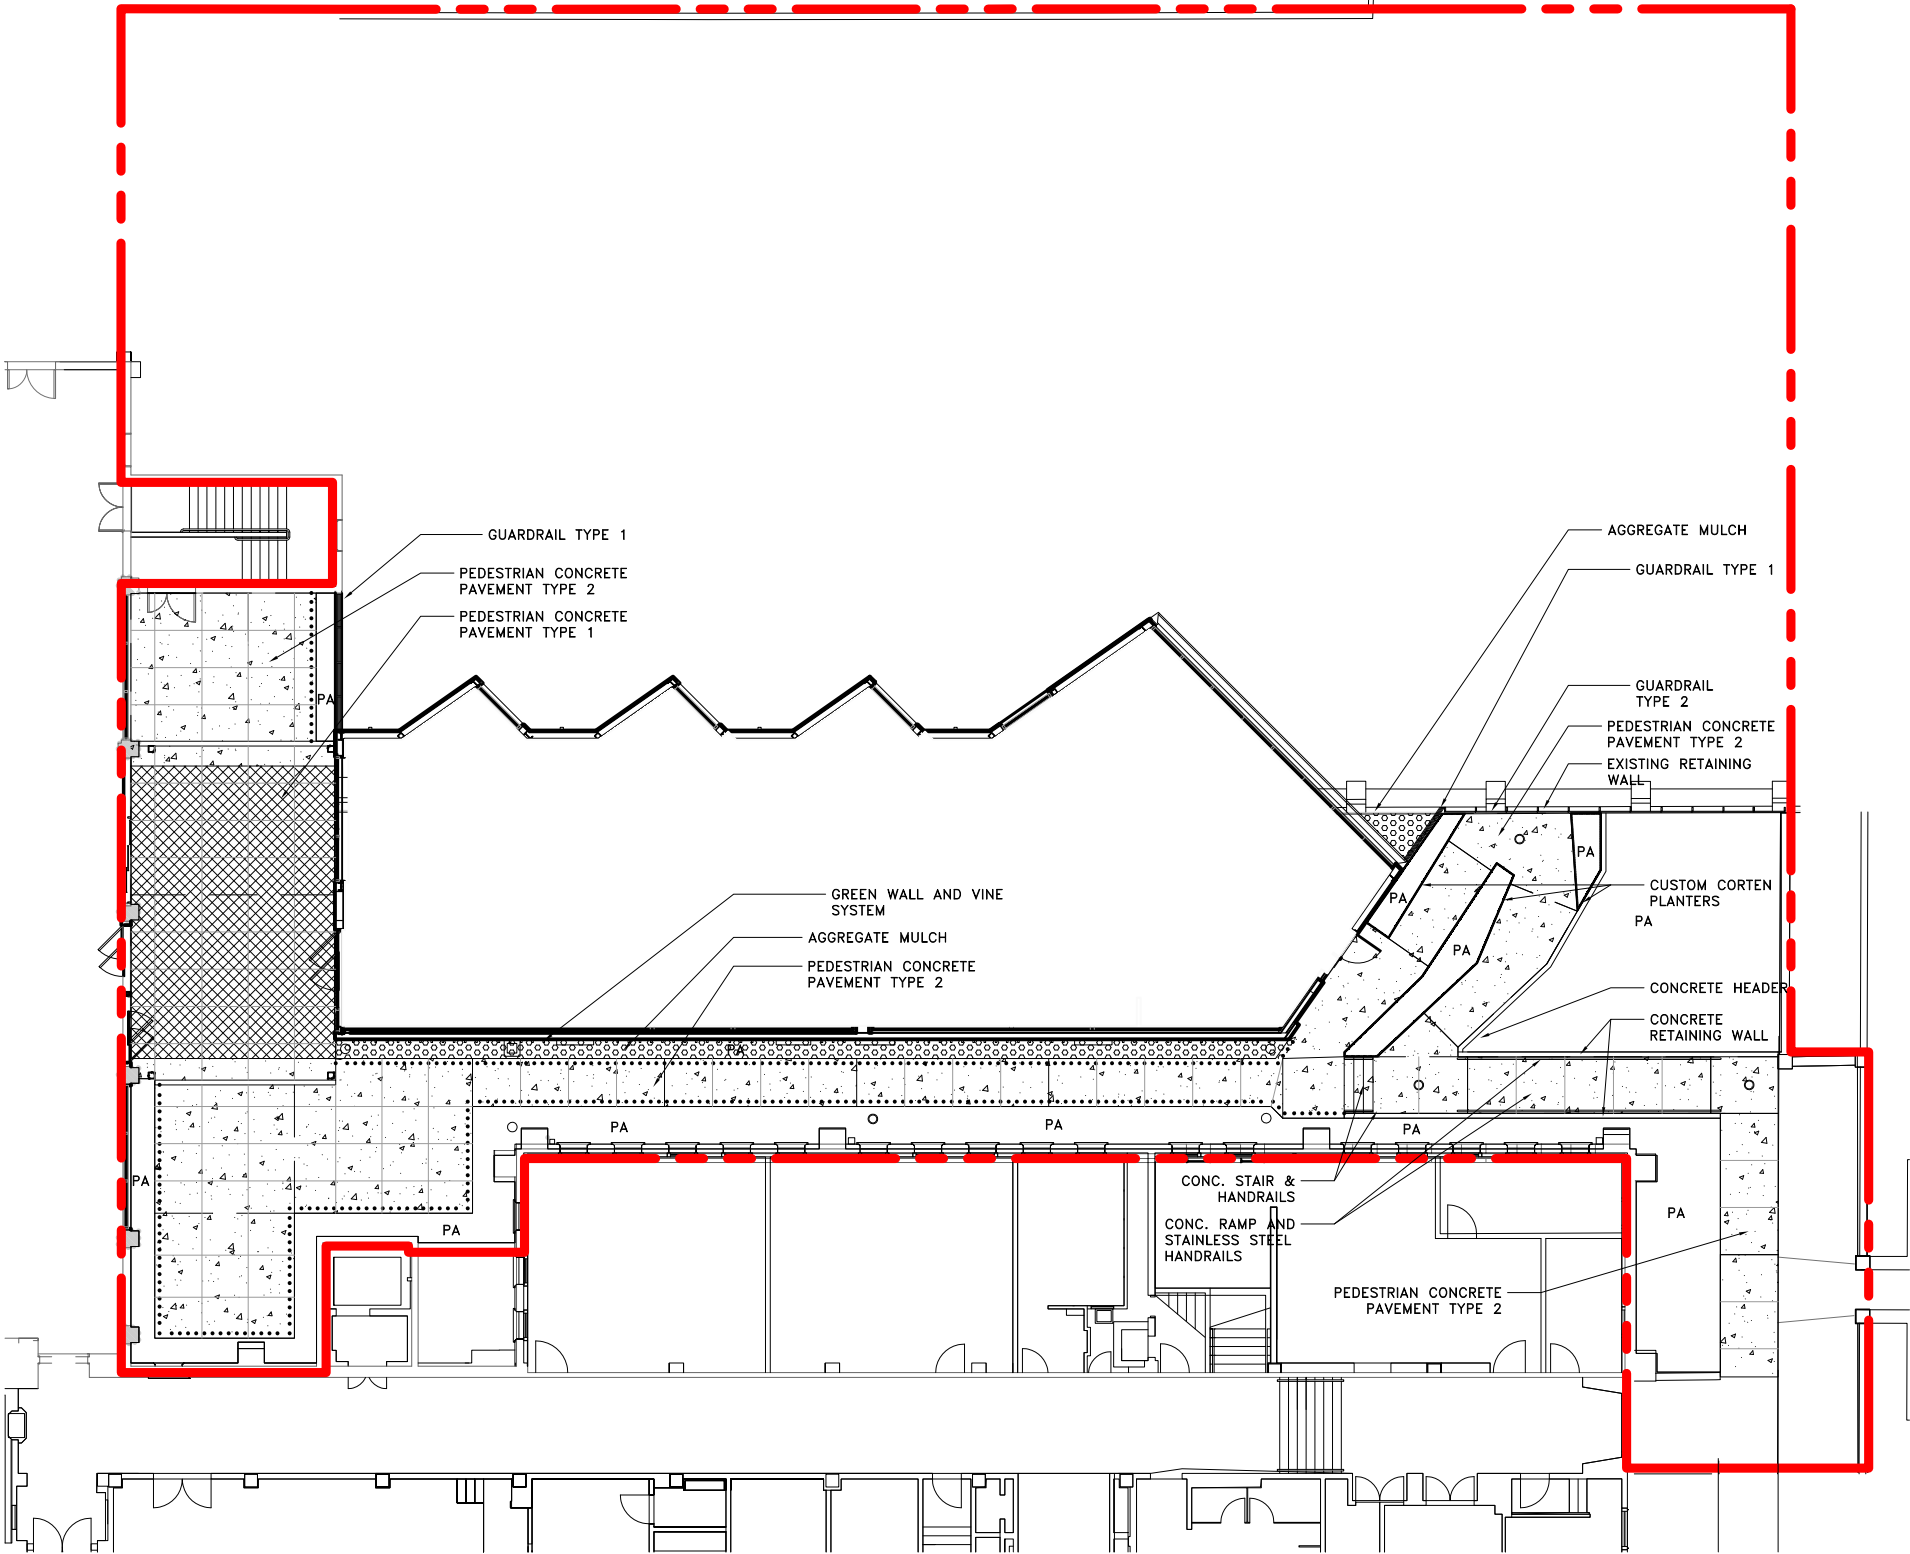 GUARDRAIL TYPE 1
PEDESTRIAN CONCRETE
PAVEMENT TYPE 2
PEDESTRIAN CONCRETE
PAVEMENT TYPE 1
PA
AGGREGATE MULCH
GUARDRAIL TYPE 1
GUARDRAIL
TYPE 2
PEDESTRIAN CONCRETE
PAVEMENT TYPE 2
EXISTING RETAINING
WALL
PA
PA
CUSTOM CORTEN
PLANTERS
PA
PA
GREEN WALL AND VINE
SYSTEM
AGGREGATE MULCH
PEDESTRIAN CONCRETE
PAVEMENT TYPE 2
CONCRETE HEADER
CONCRETE
RETAINING WALL
PA
PA
PA
PA
PA
PA
PA
CONC. STAIR &
HANDRAILS
CONC. RAMP AND
STAINLESS STEEL
HANDRAILS
PEDESTRIAN CONCRETE
PAVEMENT TYPE 2